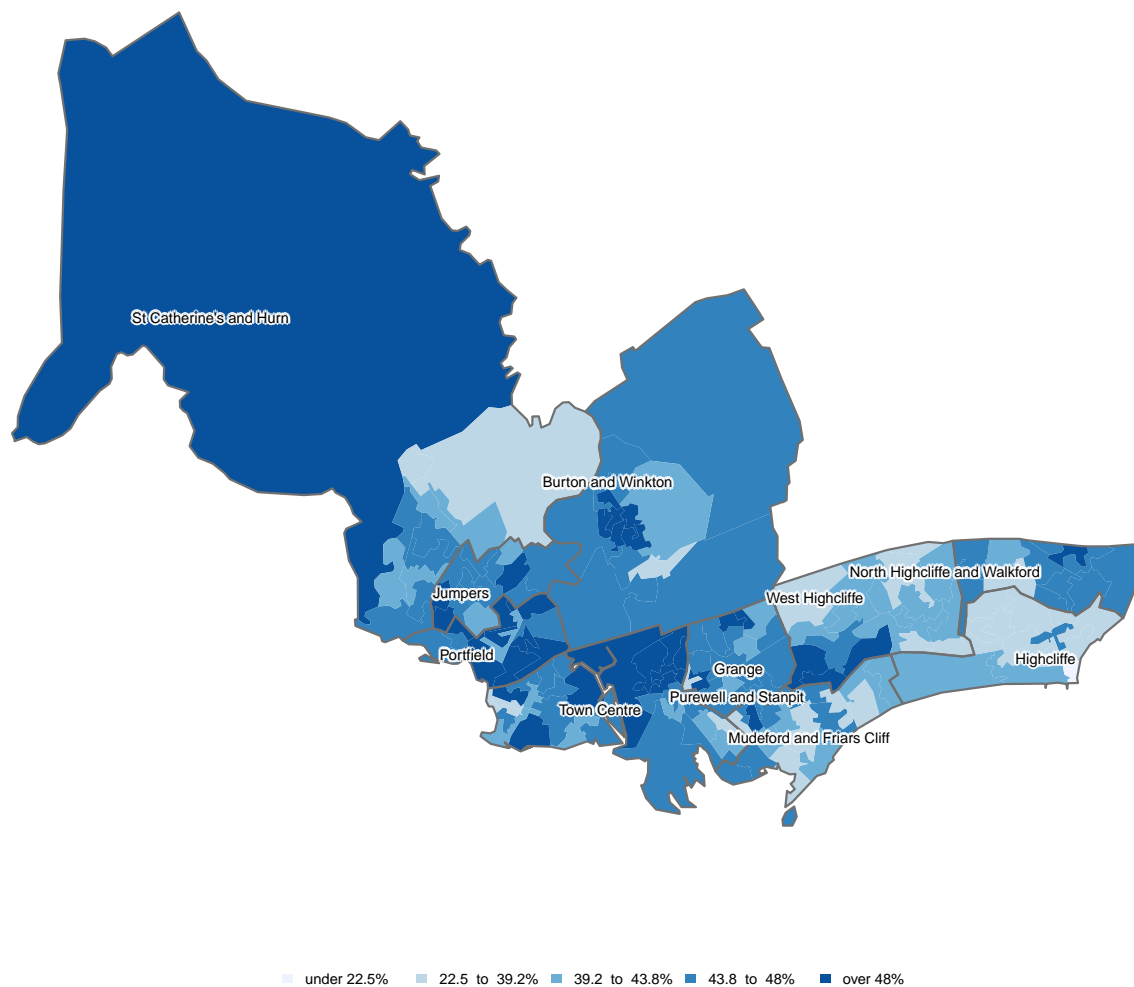 St Catherine's and Hurn
Burton and Winkton
North Highcliffe and Walkford
Jumpers
West Highcliffe
Portfield
Highcliffe
Grange
Purewell and Stanpit
Town Centre
Mudeford and Friars Cliff
under 22.5% 22.5 to 39.2% 39.2 to 43.8% 43.8 to 48% over 48%